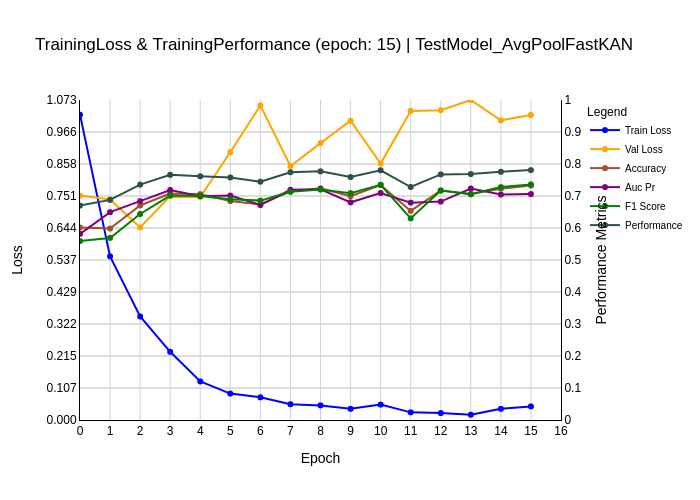 TrainingLoss & TrainingPerformance (epoch: 15) | TestModel_AvgPoolFastKAN
1.073
0.966
0.858
0.751
0.644
0.537
0.429
0.322
0.215
0.107
0.000
Loss
0 1 2 3 4 5 6 7 8 9 10 11 12 13 14 15 16
Epoch
1
0.9
0.8
0.7
0.6
0.5
0.4
0.3
0.2
0.1
0
Performance Metrics
Legend
Train Loss
Val Loss
Accuracy
Auc Pr
F1 Score
Performance